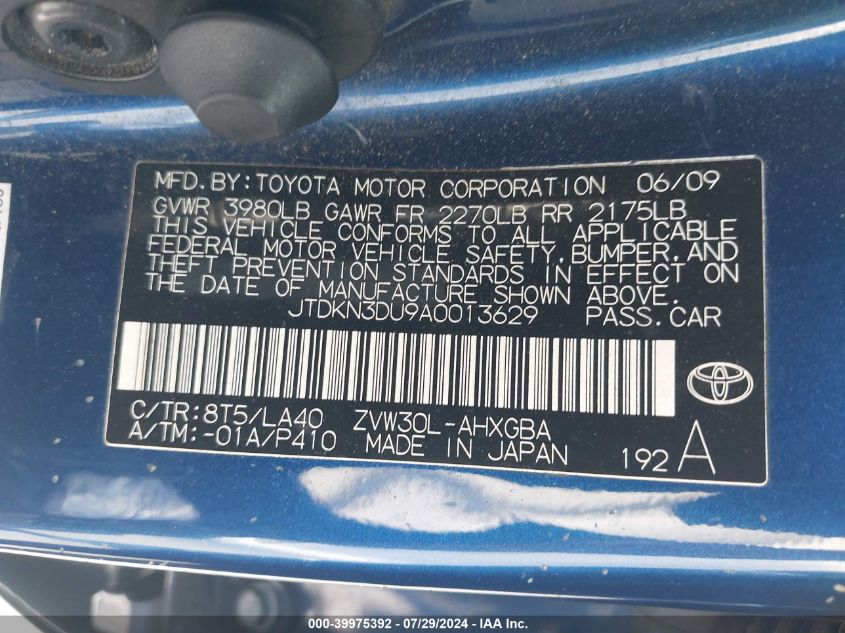 MFD. BY: TOYOTA MOTOR CORPORATION 06/09
GVWR 3980LB GAWR FR 2270LB RR 2175LB
THIS VEHICLE CONFORMS TO ALL APPLICABLE
FEDERAL MOTOR VEHICLE SAFETY, BUMPER, AND
THEFT PREVENTION STANDARDS IN EFFECT ON
THE DATE OF MANUFACTURE SHOWN ABOVE.
JTDKN3DU9A0013629 PASS. CAR
C/TR: 8T5/LA40 ZVW30L-AHXGBA
A/TM: -01A/P410 MADE IN JAPAN 192 A
000-39975392 - 07/29/2024 - IAA, Inc.